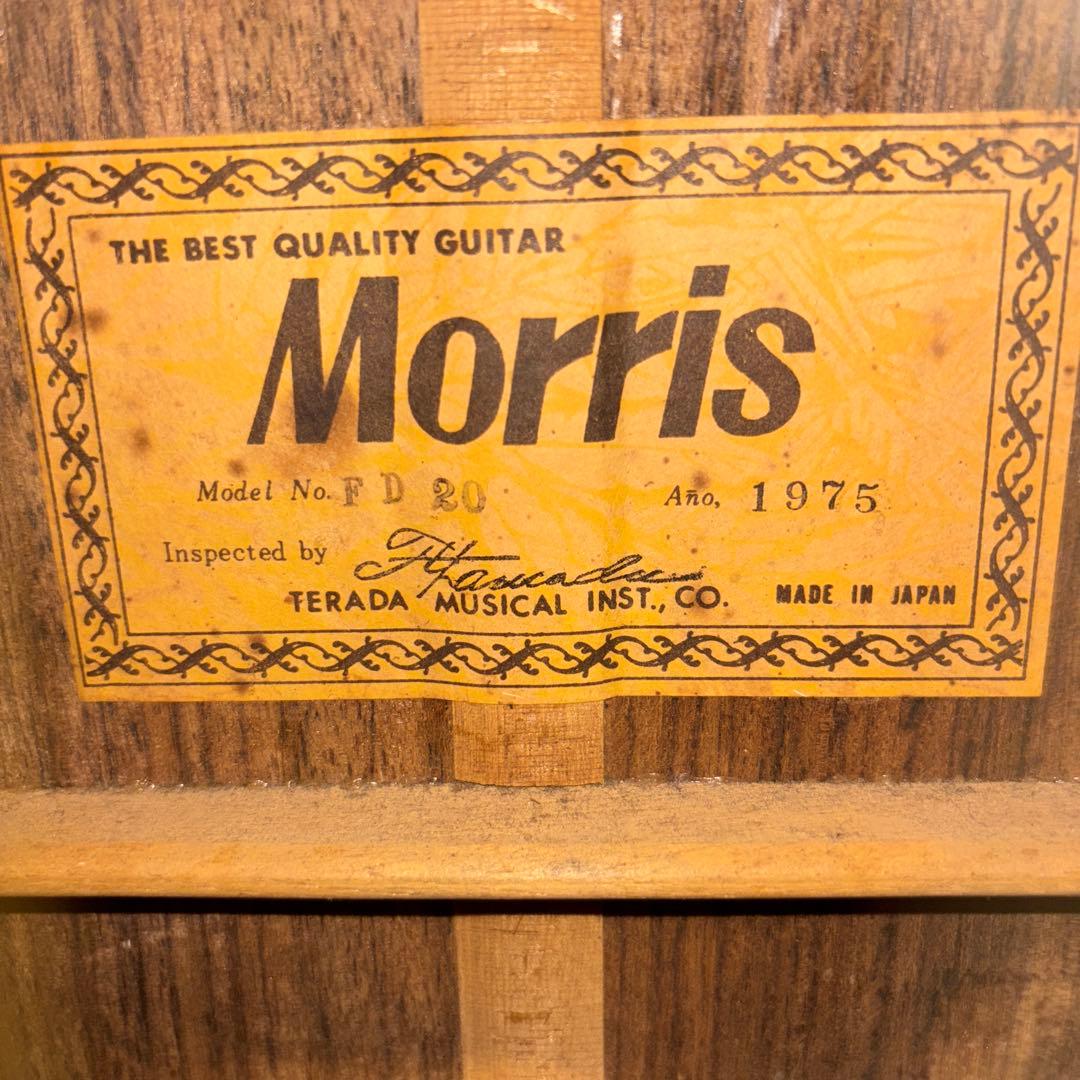 THE BEST QUALITY GUITAR
Morris
Model No. FD 20 Año, 1975
Inspected by
TERADA MUSICAL INST., CO. MADE IN JAPAN